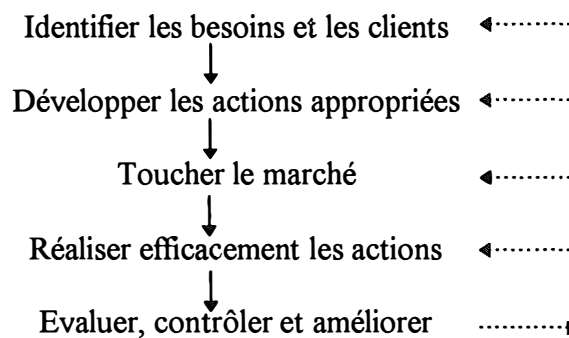 Identifier les besoins et les clients
Développer les actions appropriées
Toucher le marché
Réaliser efficacement les actions
Evaluer, contrôler et améliorer